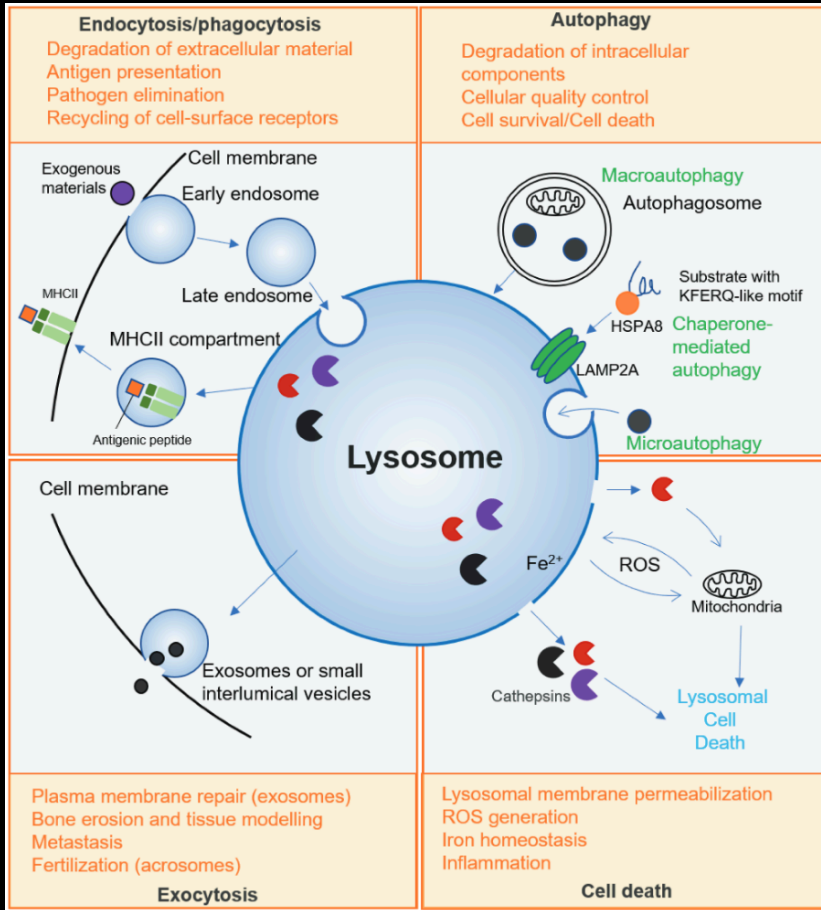 Endocytosis/phagocytosis
Degradation of extracellular material
Antigen presentation
Pathogen elimination
Recycling of cell-surface receptors
Autophagy
Degradation of intracellular
components
Cellular quality control
Cell survival/Cell death
Cell membrane
Exogenous
materials
Early endosome
Late endosome
MHCII
MHCII compartment
Antigenic peptide
Macroautophagy
Autophagosome
Substrate with
KFERQ-like motif
HSPA8
Chaperone-
mediated
autophagy
LAMP2A
Microautophagy
Lysosome
Cell membrane
Exosomes or small
interlumical vesicles
Fe2+
ROS
Mitochondria
Cathepsins
Lysosomal
Cell
Death
Plasma membrane repair (exosomes)
Bone erosion and tissue modelling
Metastasis
Fertilization (acrosomes)
Exocytosis
Lysosomal membrane permeabilization
ROS generation
Iron homeostasis
Inflammation
Cell death